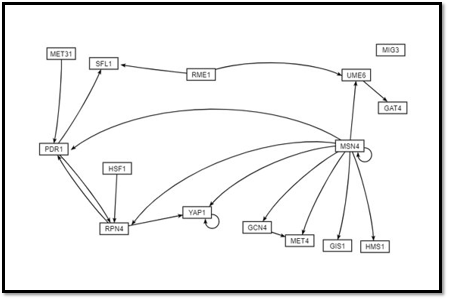 MIG3
MET31
SFL1
RME1
UME6
GAT4
PDR1
MSN4
HSF1
YAP1
RPN4
GCN4
MET4
GIS1
HMS1